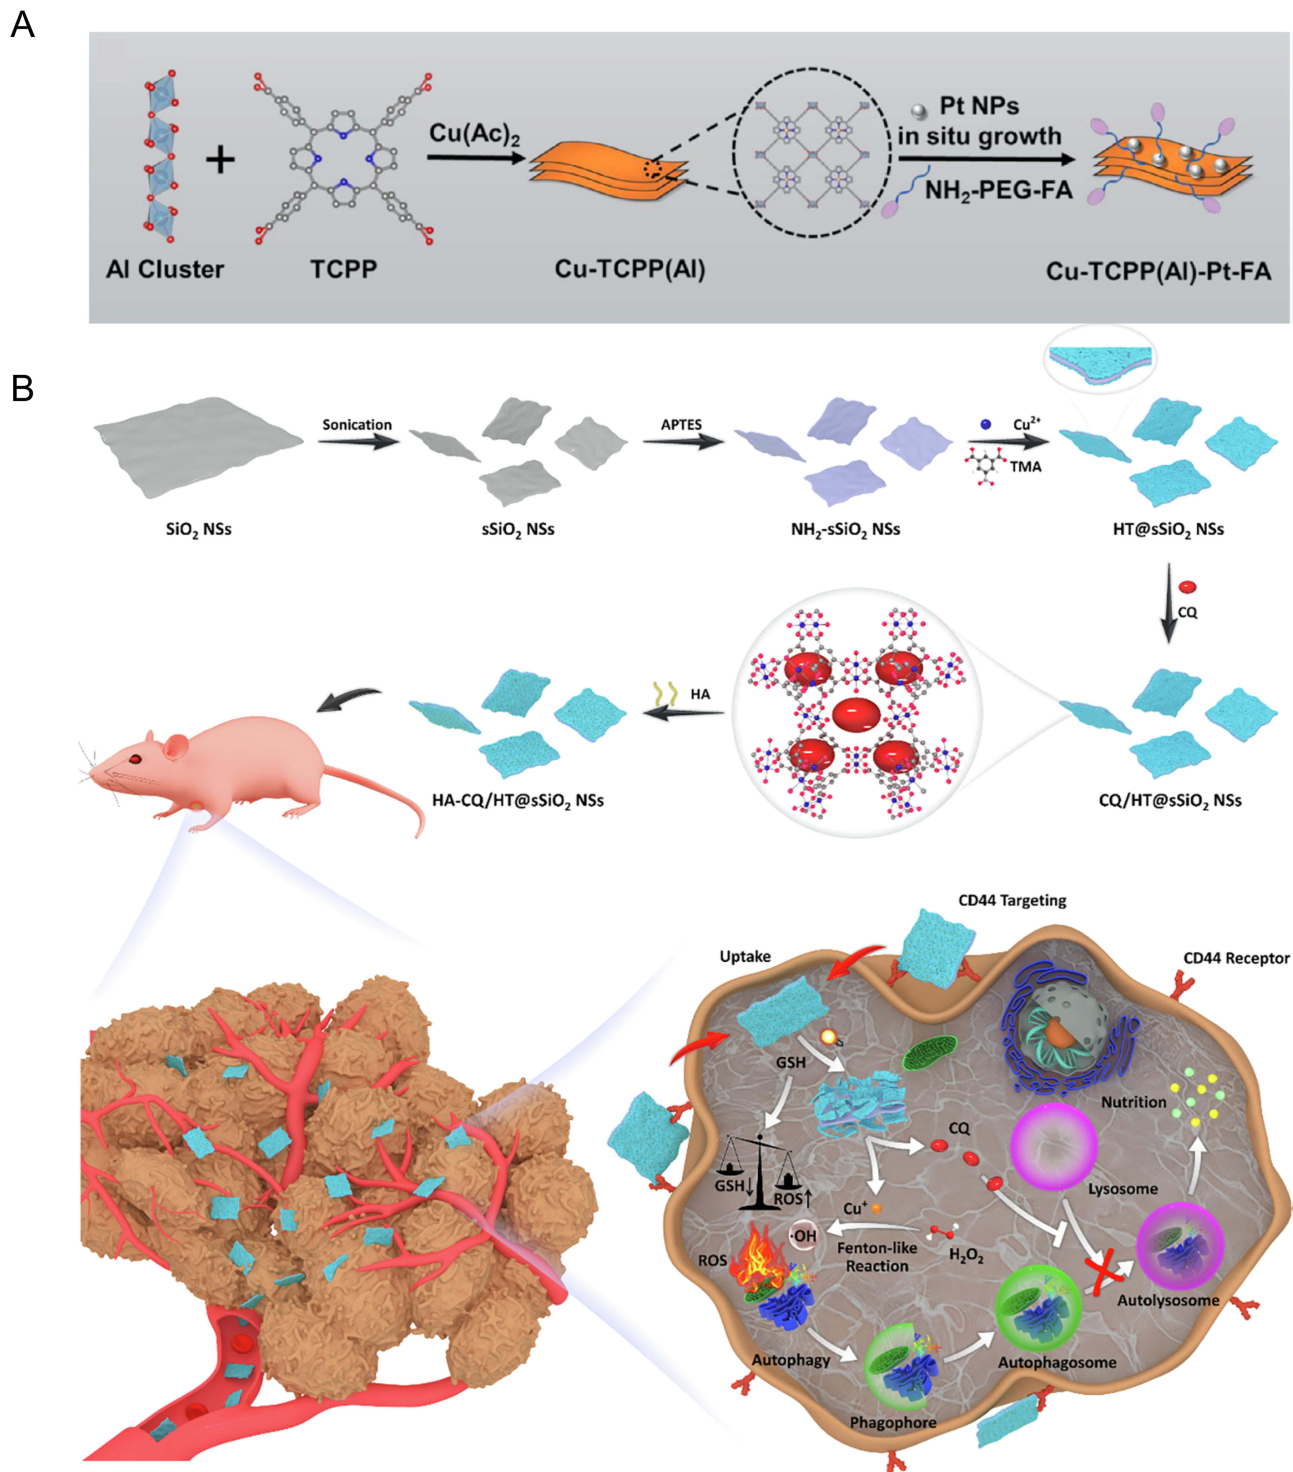 A
Cu(Ac)₂
Pt NPs
in situ growth
NH₂-PEG-FA
Al Cluster
TCPP
Cu-TCPP(Al)
Cu-TCPP(Al)-Pt-FA
B
Sonication
APTES
Cu²⁺
TMA
SiO₂ NSs
sSiO₂ NSs
NH₂-sSiO₂ NSs
HT@sSiO₂ NSs
CQ
HA
HA-CQ/HT@sSiO₂ NSs
CQ/HT@sSiO₂ NSs
CD44 Targeting
Uptake
CD44 Receptor
GSH
Nutrition
CQ
Lysosome
GSH↓
ROS↑
Cu⁺
·OH
Fenton-like
Reaction
H₂O₂
ROS
Autolysosome
Autophagy
Autophagosome
Phagophore